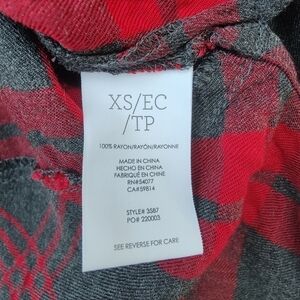 XS/EC
/TP
100% RAYON/RAYÓN/RAYONNE
MADE IN CHINA
HECHO EN CHINA
FABRIQUÉ EN CHINE
RN#54077
CA#59814
STYLE# 3587
PO# 220003
SEE REVERSE FOR CARE